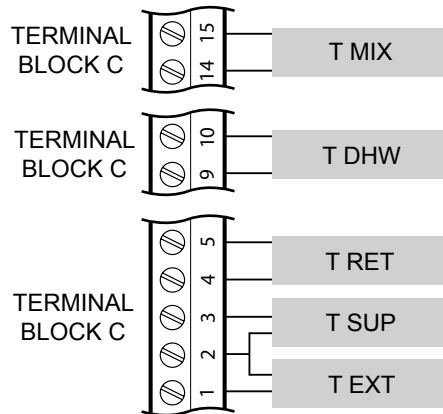 TERMINAL
BLOCK C
15
14
T MIX
TERMINAL
BLOCK C
10
9
T DHW
TERMINAL
BLOCK C
5
4
3
2
1
T RET
T SUP
T EXT